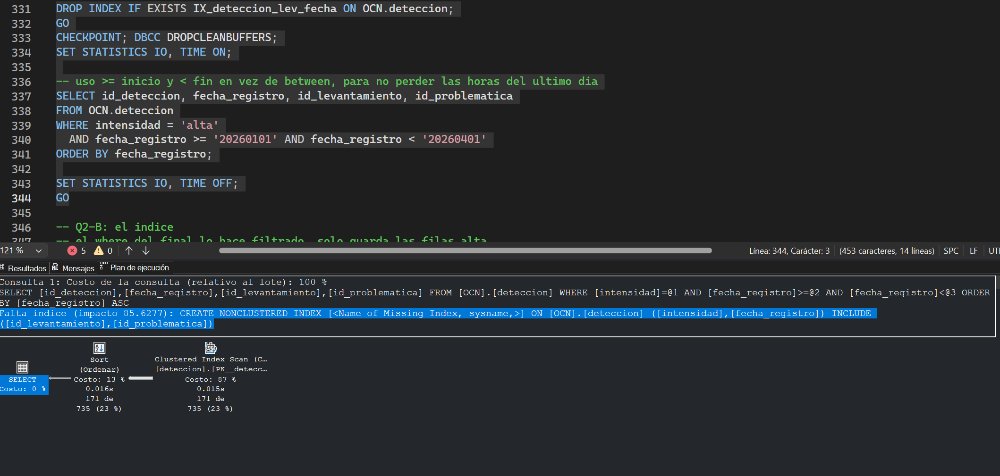 331 DROP INDEX IF EXISTS IX_deteccion_lev_fecha ON OCN.deteccion;
332 GO
333 CHECKPOINT; DBCC DROPCLEANBUFFERS;
334 SET STATISTICS IO, TIME ON;
335
336 -- uso >= inicio y < fin en vez de between, para no perder las horas del ultimo dia
337 SELECT id_deteccion, fecha_registro, id_levantamiento, id_problematica
338 FROM OCN.deteccion
339 WHERE intensidad = 'alta'
340 AND fecha_registro >= '20260101' AND fecha_registro < '20260401'
341 ORDER BY fecha_registro;
342
343 SET STATISTICS IO, TIME OFF;
344 GO
345
346 -- Q2-B: el indice
347 -- el where del final lo hace filtrado, solo guarda las filas alta
121 % 5 0 Línea: 344, Carácter: 3 (453 caracteres, 14 líneas) SPC LF UTF
Resultados Mensajes Plan de ejecución
Consulta 1: Costo de la consulta (relativo al lote): 100 %
SELECT [id_deteccion],[fecha_registro],[id_levantamiento],[id_problematica] FROM [OCN].[deteccion] WHERE [intensidad]=@1 AND [fecha_registro]>=@2 AND [fecha_registro]<@3 ORDER
BY [fecha_registro] ASC
Falta índice (impacto 85.6277): CREATE NONCLUSTERED INDEX [<Name of Missing Index, sysname,>] ON [OCN].[deteccion] ([intensidad],[fecha_registro]) INCLUDE
([id_levantamiento],[id_problematica])
SELECT
Costo: 0 %
Sort
(Ordenar)
Costo: 13 %
0.016s
171 de
735 (23 %)
Clustered Index Scan (C…
[deteccion].[PK__detecc…
Costo: 87 %
0.015s
171 de
735 (23 %)